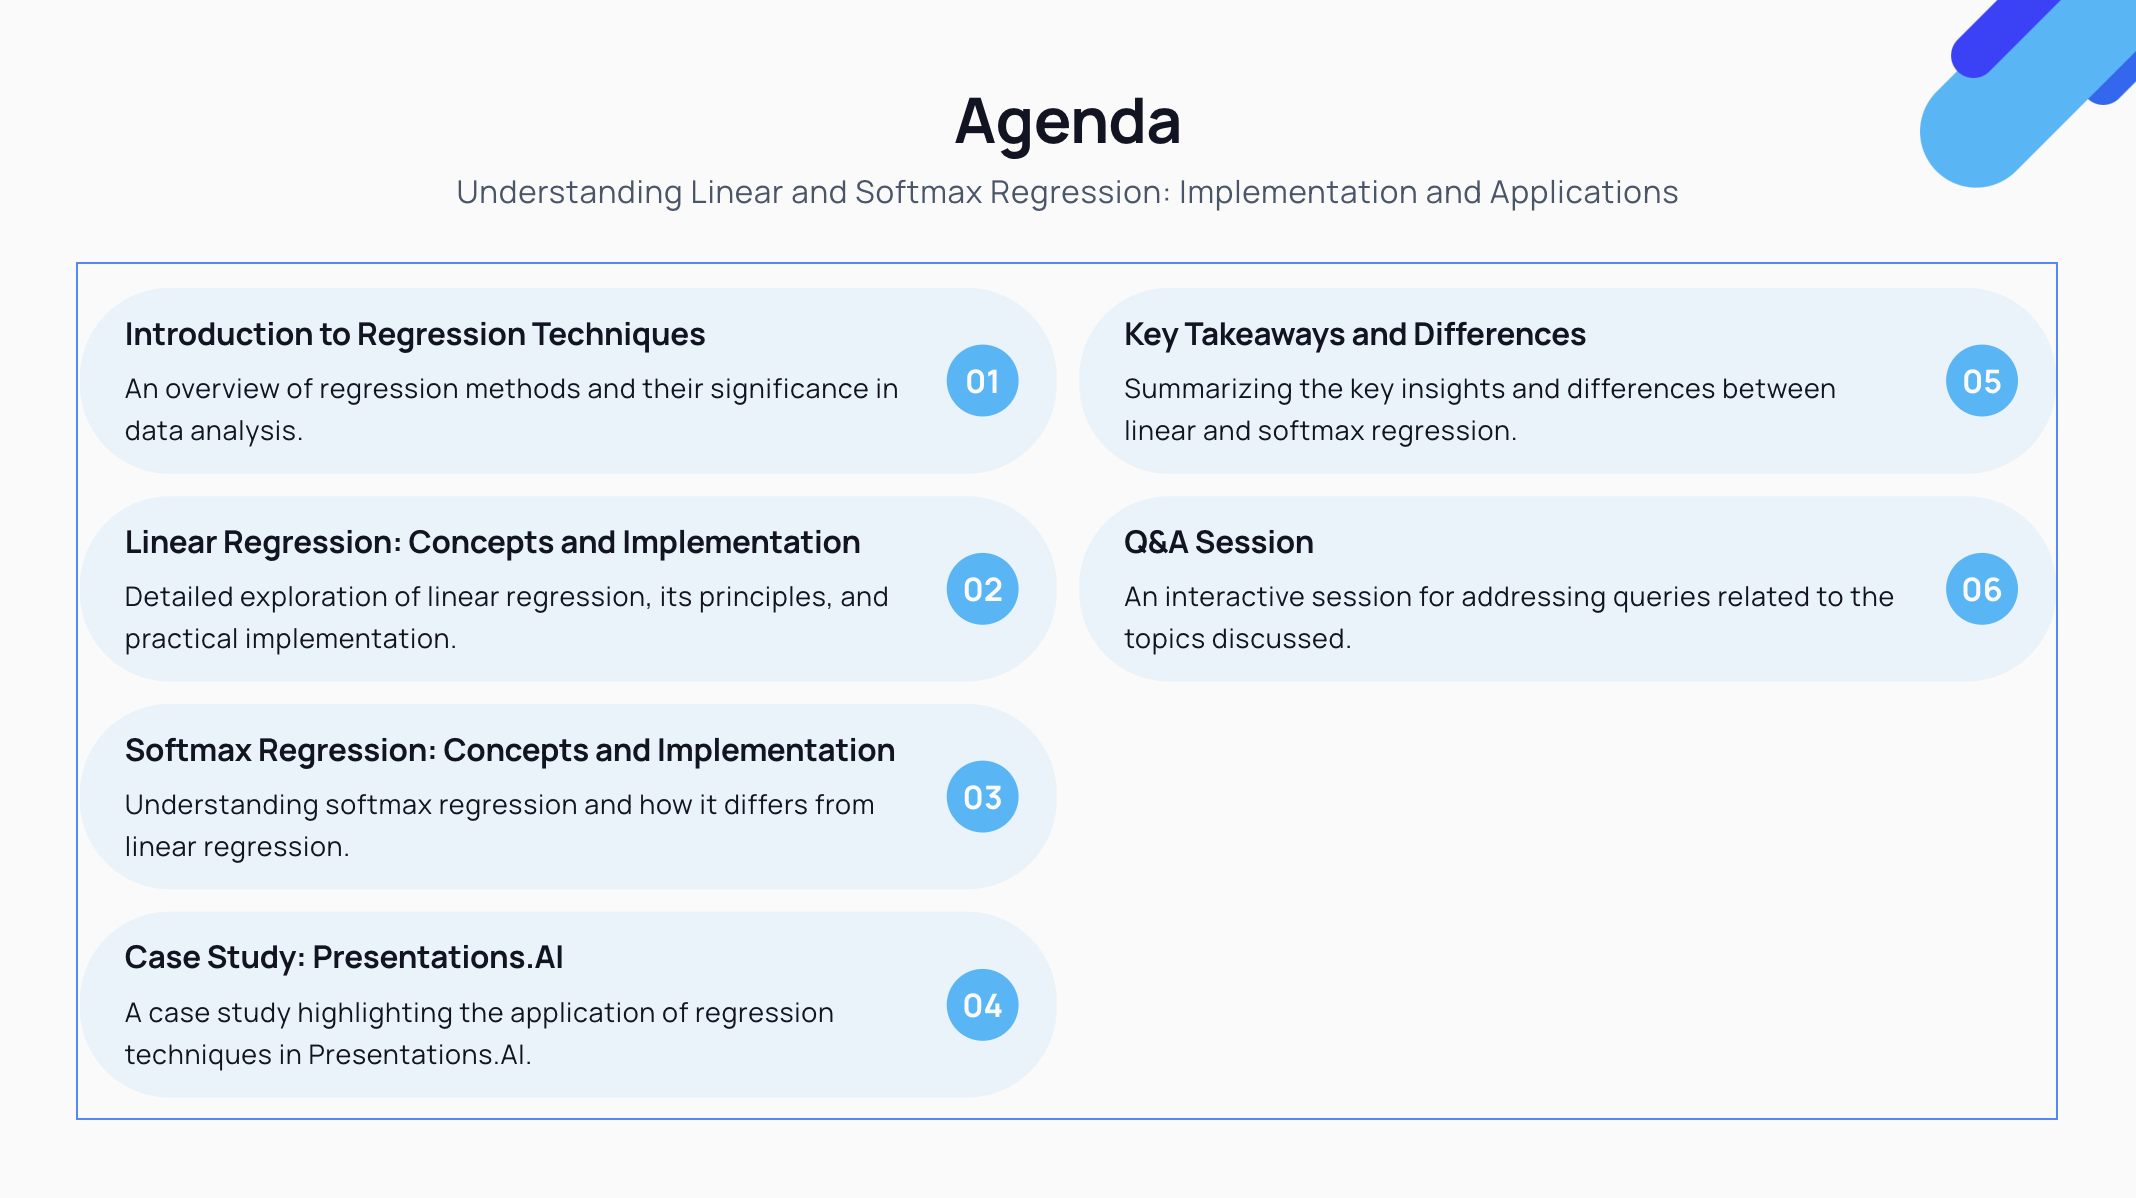 Agenda
Understanding Linear and Softmax Regression: Implementation and Applications
Introduction to Regression Techniques
An overview of regression methods and their significance in
data analysis.
01
Linear Regression: Concepts and Implementation
Detailed exploration of linear regression, its principles, and
practical implementation.
02
Softmax Regression: Concepts and Implementation
Understanding softmax regression and how it differs from
linear regression.
03
Case Study: Presentations.AI
A case study highlighting the application of regression
techniques in Presentations.AI.
04
Key Takeaways and Differences
Summarizing the key insights and differences between
linear and softmax regression.
05
Q&A Session
An interactive session for addressing queries related to the
topics discussed.
06